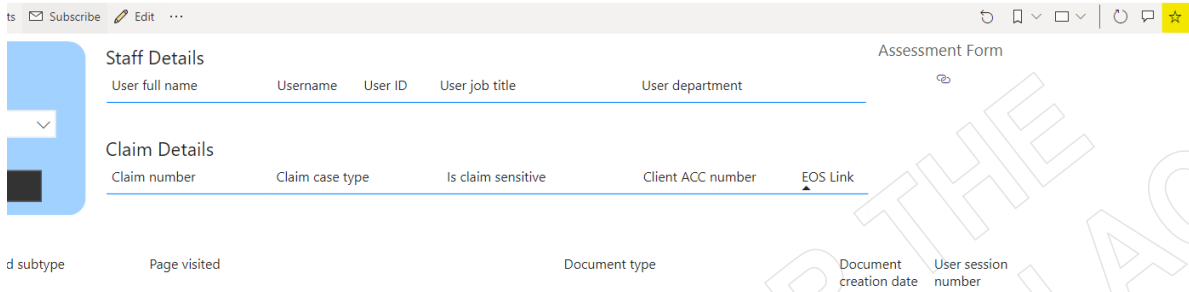 ts Subscribe Edit ...
Staff Details
Assessment Form
User full name Username User ID User job title User department
Claim Details
Claim number Claim case type Is claim sensitive Client ACC number EOS Link
d subtype Page visited Document type Document creation date User session number
THE